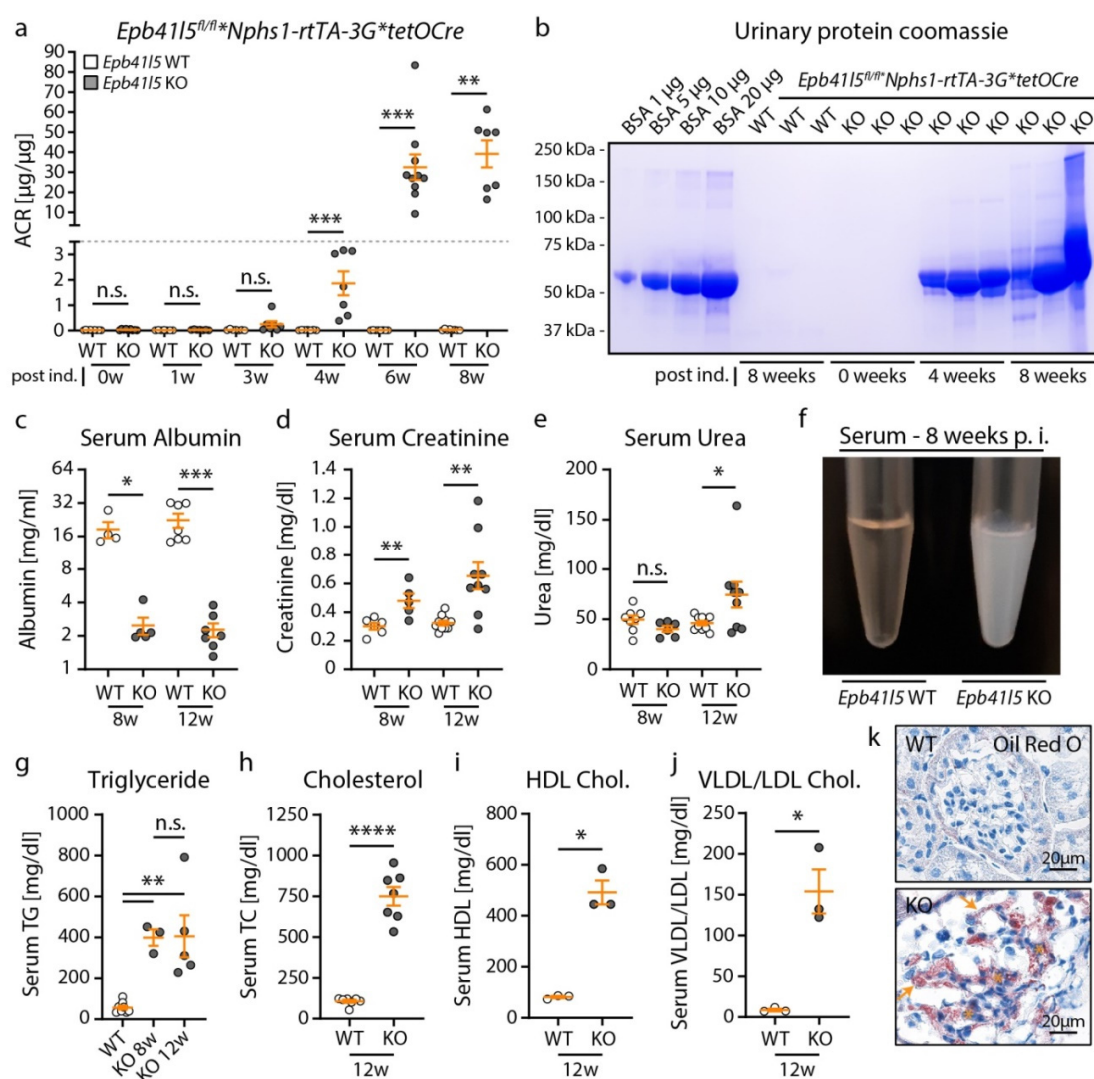 a
Epb41l5fl/fl*Nphs1-rtTA-3G*tetOCre
Epb41l5 WT
Epb41l5 KO
ACR [µg/µg]
90
80
70
60
50
40
30
20
10
3
2
1
0
n.s.
n.s.
n.s.
***
***
**
WT KO WT KO WT KO WT KO WT KO WT KO
post ind. | 0w 1w 3w 4w 6w 8w
b
Urinary protein coomassie
Epb41l5fl/fl*Nphs1-rtTA-3G*tetOCre
BSA 1 µg BSA 5 µg BSA 10 µg BSA 20 µg WT WT WT KO KO KO KO KO KO KO KO KO
250 kDa -
150 kDa -
100 kDa -
75 kDa -
50 kDa -
37 kDa -
post ind. | 8 weeks 0 weeks 4 weeks 8 weeks
c
Serum Albumin
Albumin [mg/ml]
64
32
16
8
4
2
1
* ***
WT KO WT KO
8w 12w
d
Serum Creatinine
Creatinine [mg/dl]
1.4
1.2
1.0
0.8
0.6
0.4
0.2
0
** **
WT KO WT KO
8w 12w
e
Serum Urea
Urea [mg/dl]
200
150
100
50
0
n.s. *
WT KO WT KO
8w 12w
f
Serum - 8 weeks p. i.
Epb41l5 WT Epb41l5 KO
g
Triglyceride
Serum TG [mg/dl]
1000
800
600
400
200
0
n.s.
**
WT KO 8w KO 12w
h
Cholesterol
Serum TC [mg/dl]
1250
1000
750
500
250
0
****
WT KO
12w
i
HDL Chol.
Serum HDL [mg/dl]
800
600
400
200
0
*
WT KO
12w
j
VLDL/LDL Chol.
Serum VLDL/LDL [mg/dl]
250
200
150
100
50
0
*
WT KO
12w
k
WT Oil Red O
20µm
KO
20µm